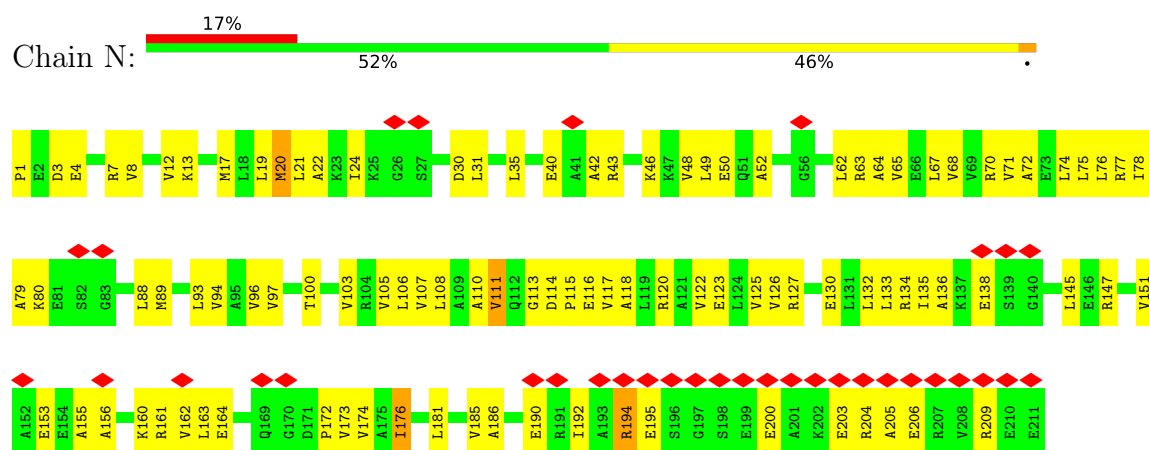 17%
Chain N:
52% 46% •
P1 E2 D3 E4 R7 V8 V12 K13 M17 L18 L19 M20 L21 A22 K23 I24 K25 G26 S27 D30 L31 L35 E40 A41 A42 R43 K46 K47 V48 L49 E50 Q51 A52 G56 L62 R63 A64 V65 E66 L67 V68 V69 R70 V71 A72 E73 L74 L75 L76 R77 I78
A79 K80 E81 S82 G83 L88 M89 L93 V94 A95 V96 V97 T100 V103 R104 V105 L106 V107 L108 A109 A110 V111 Q112 G113 D114 P115 E116 V117 A118 L119 R120 A121 V122 E123 L124 V125 V126 R127 E130 L131 L132 L133 R134 I135 A136 K137 E138 S139 G140 L145 E146 R147 V151
A152 E153 E154 A155 A156 K160 R161 V162 L163 E164 Q169 G170 D171 P172 V173 V174 A175 I176 L181 V185 A186 E190 R191 I192 A193 R194 E195 S196 G197 S198 E199 E200 A201 K202 E203 R204 A205 E206 R207 V208 R209 E210 E211